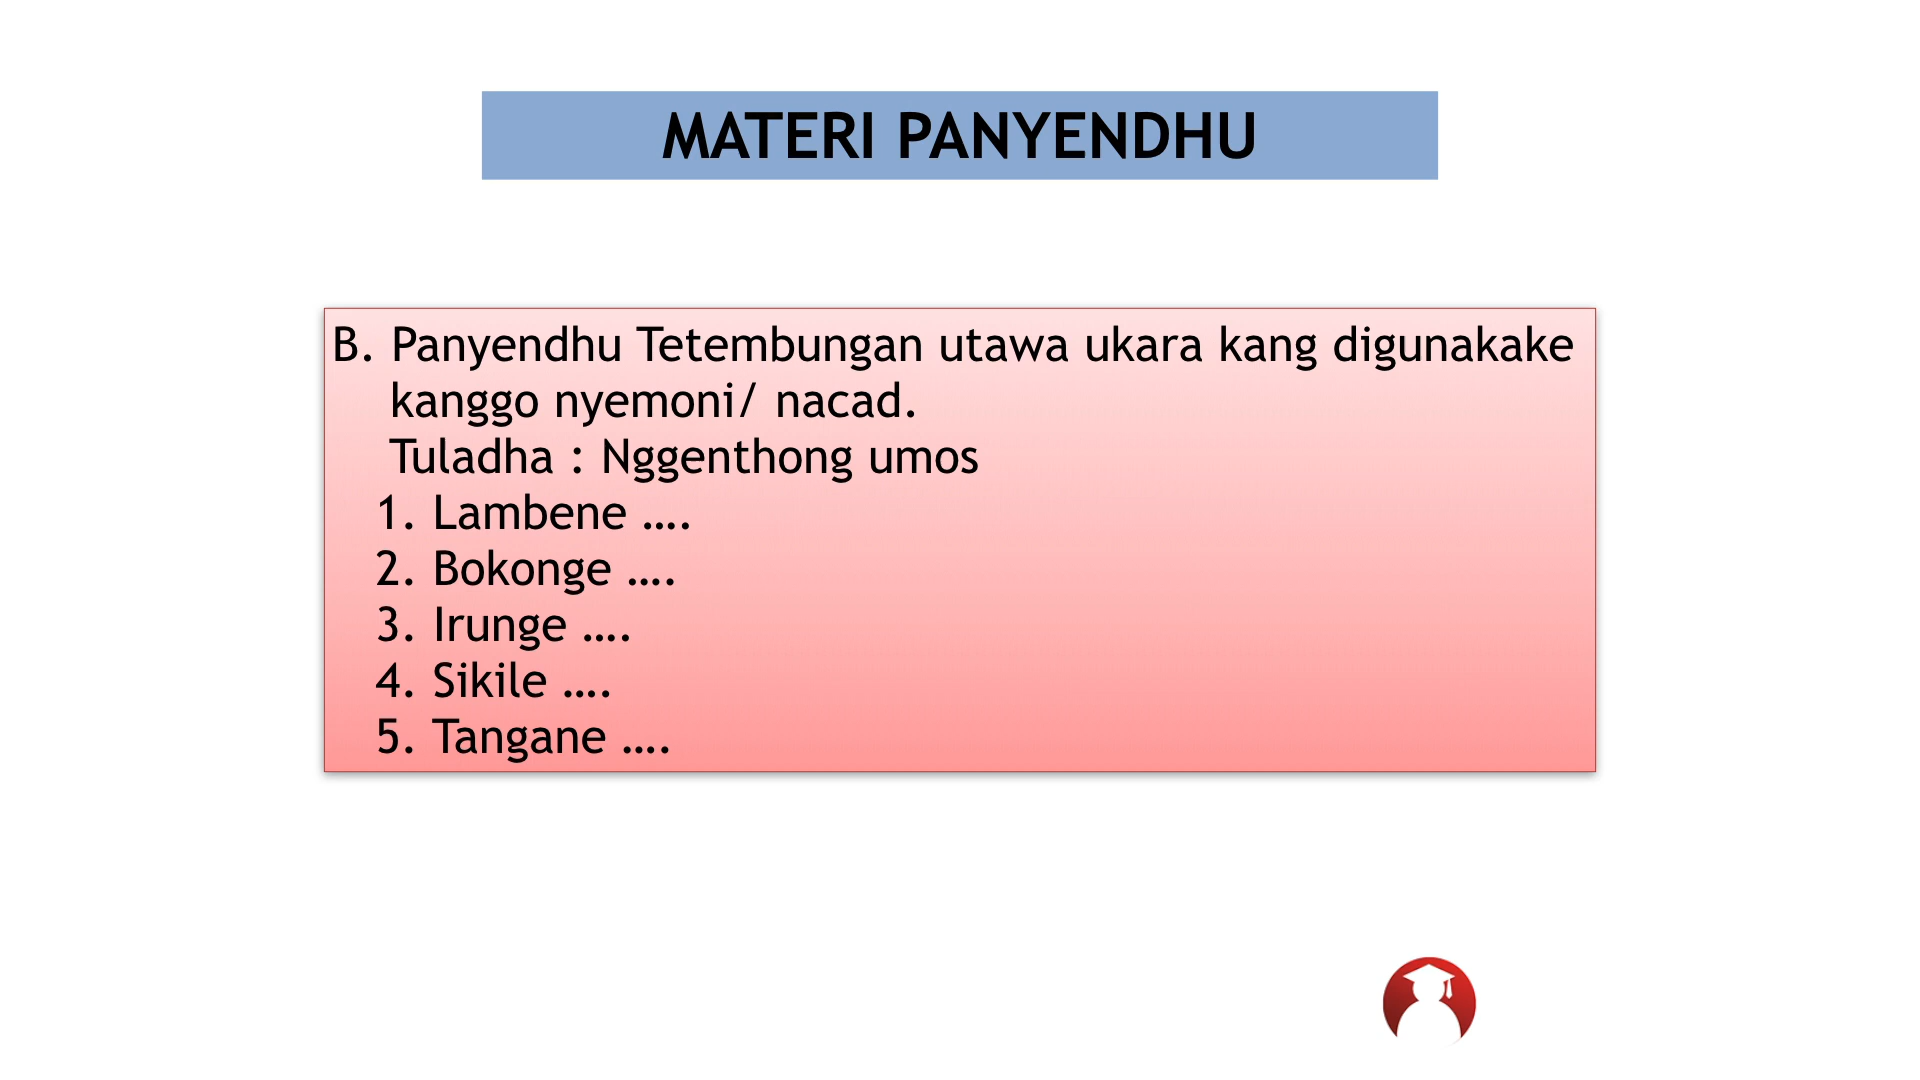 MATERI PANYENDHU
B. Panyendhu Tetembungan utawa ukara kang digunakake
kanggo nyemoni/ nacad.
Tuladha : Nggenthong umos
1. Lambene ....
2. Bokonge ....
3. Irunge ....
4. Sikile ....
5. Tangane ....